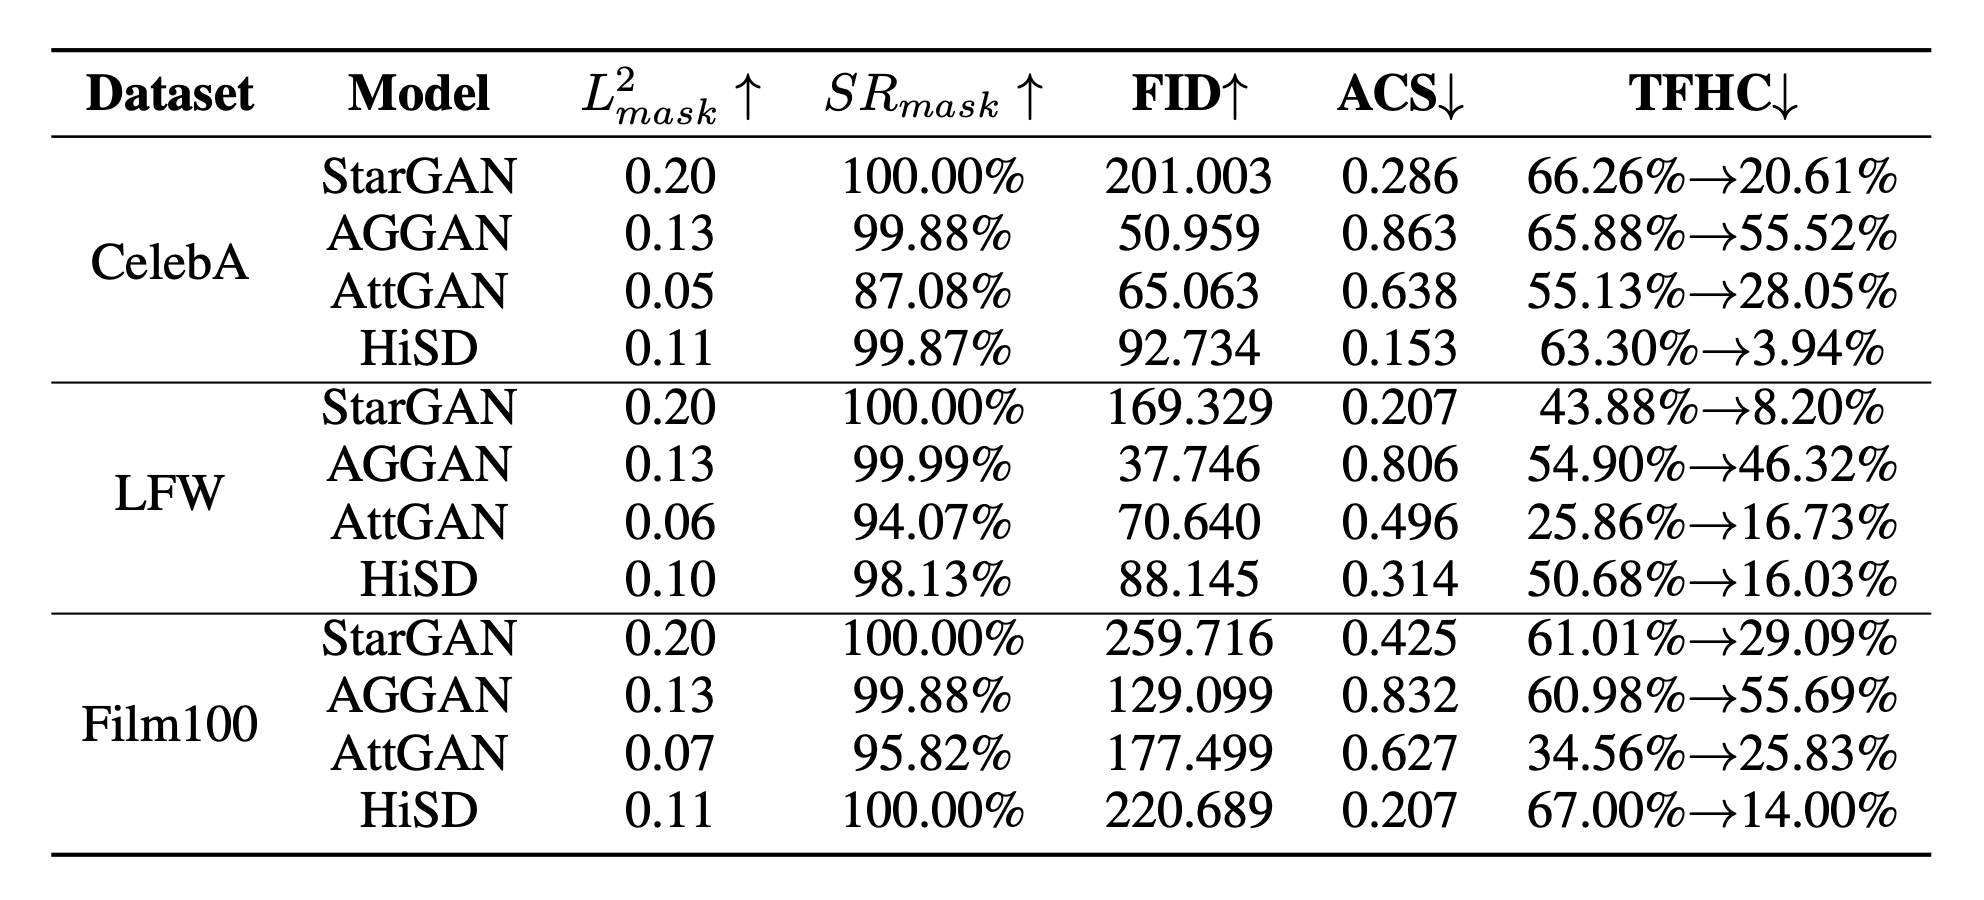 Dataset Model L²ₘₐₛₖ ↑ SRₘₐₛₖ ↑ FID↑ ACS↓ TFHC↓
CelebA
StarGAN 0.20 100.00% 201.003 0.286 66.26%→20.61%
AGGAN 0.13 99.88% 50.959 0.863 65.88%→55.52%
AttGAN 0.05 87.08% 65.063 0.638 55.13%→28.05%
HiSD 0.11 99.87% 92.734 0.153 63.30%→3.94%
LFW
StarGAN 0.20 100.00% 169.329 0.207 43.88%→8.20%
AGGAN 0.13 99.99% 37.746 0.806 54.90%→46.32%
AttGAN 0.06 94.07% 70.640 0.496 25.86%→16.73%
HiSD 0.10 98.13% 88.145 0.314 50.68%→16.03%
Film100
StarGAN 0.20 100.00% 259.716 0.425 61.01%→29.09%
AGGAN 0.13 99.88% 129.099 0.832 60.98%→55.69%
AttGAN 0.07 95.82% 177.499 0.627 34.56%→25.83%
HiSD 0.11 100.00% 220.689 0.207 67.00%→14.00%